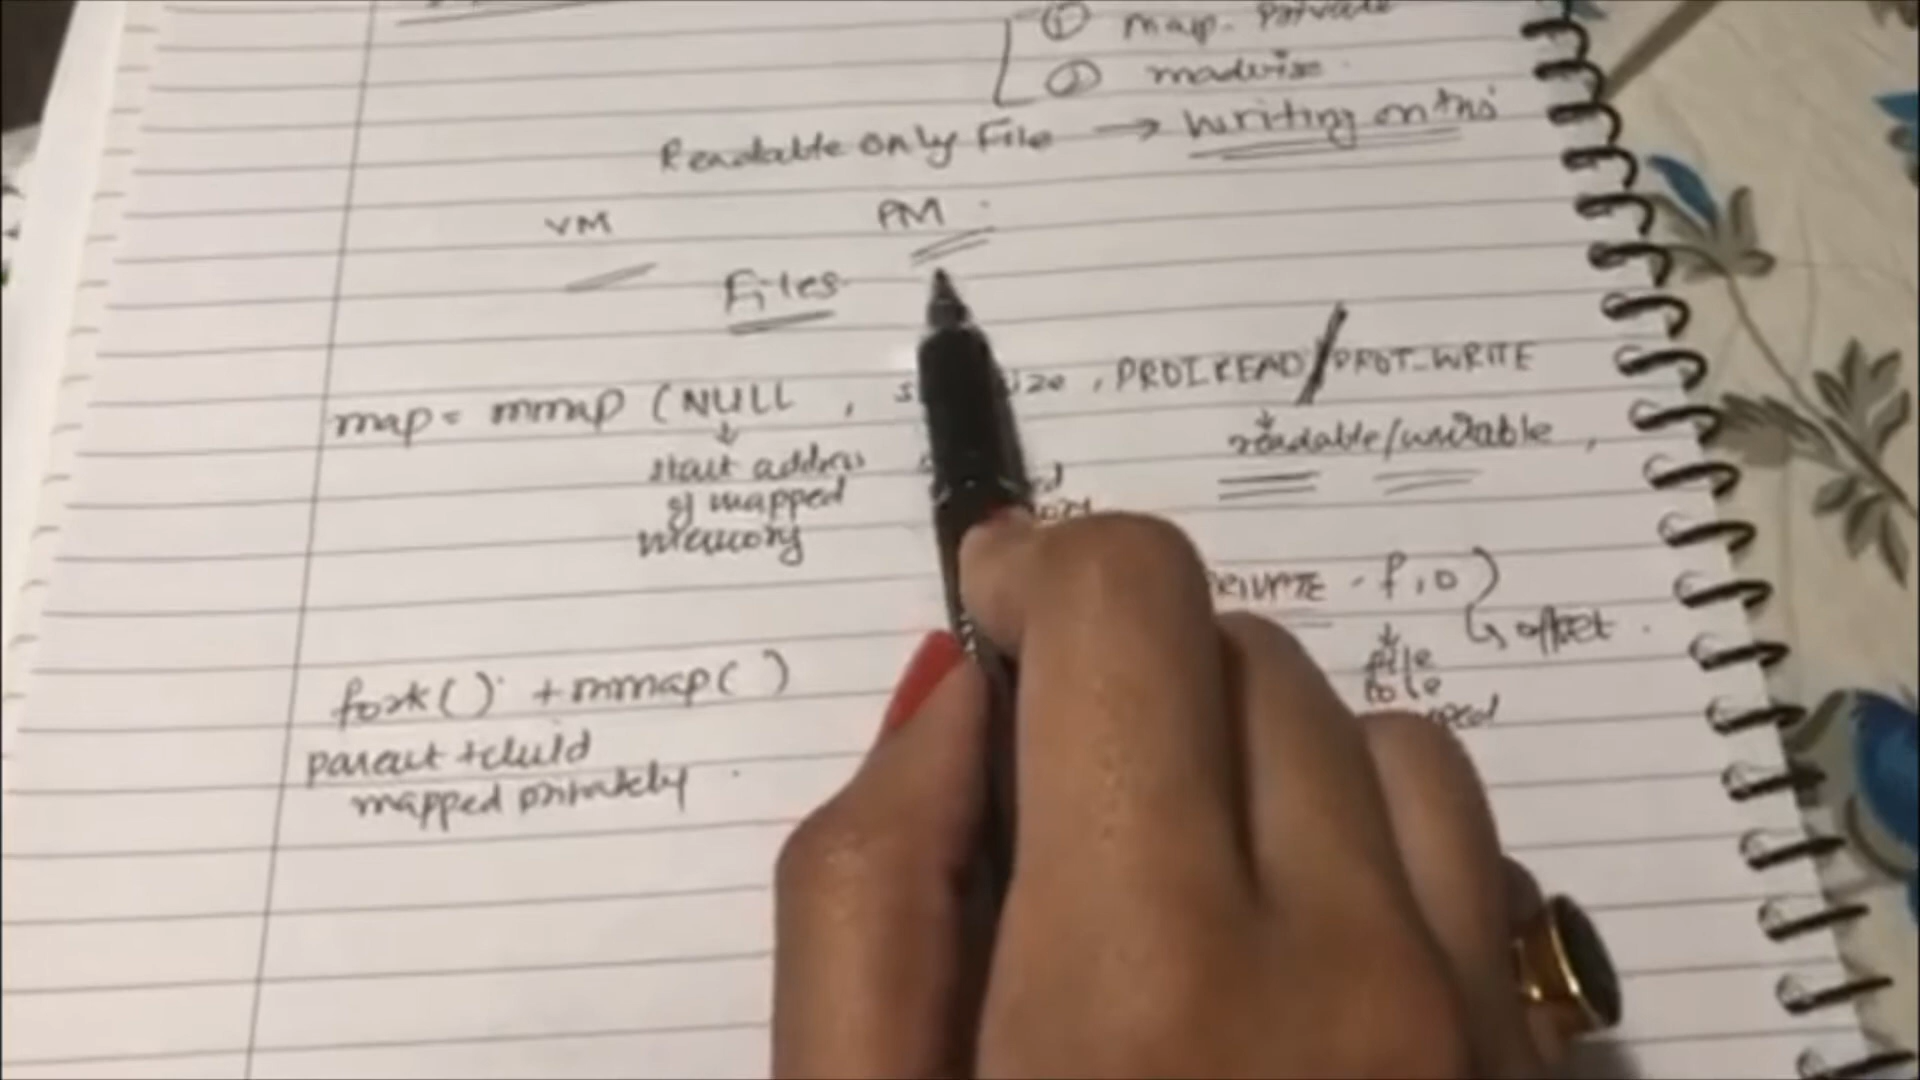 ① map. Private
② madvise
Readable only File → Writing on this
VM PM
Files
map = mmap (NULL , size , PROT_READ/PROT_WRITE
start address readable/writable ,
of mapped
memory
PRIVATE . f, 0)
offset .
file
to be
fork() + mmap()
parent + child
mapped privately .